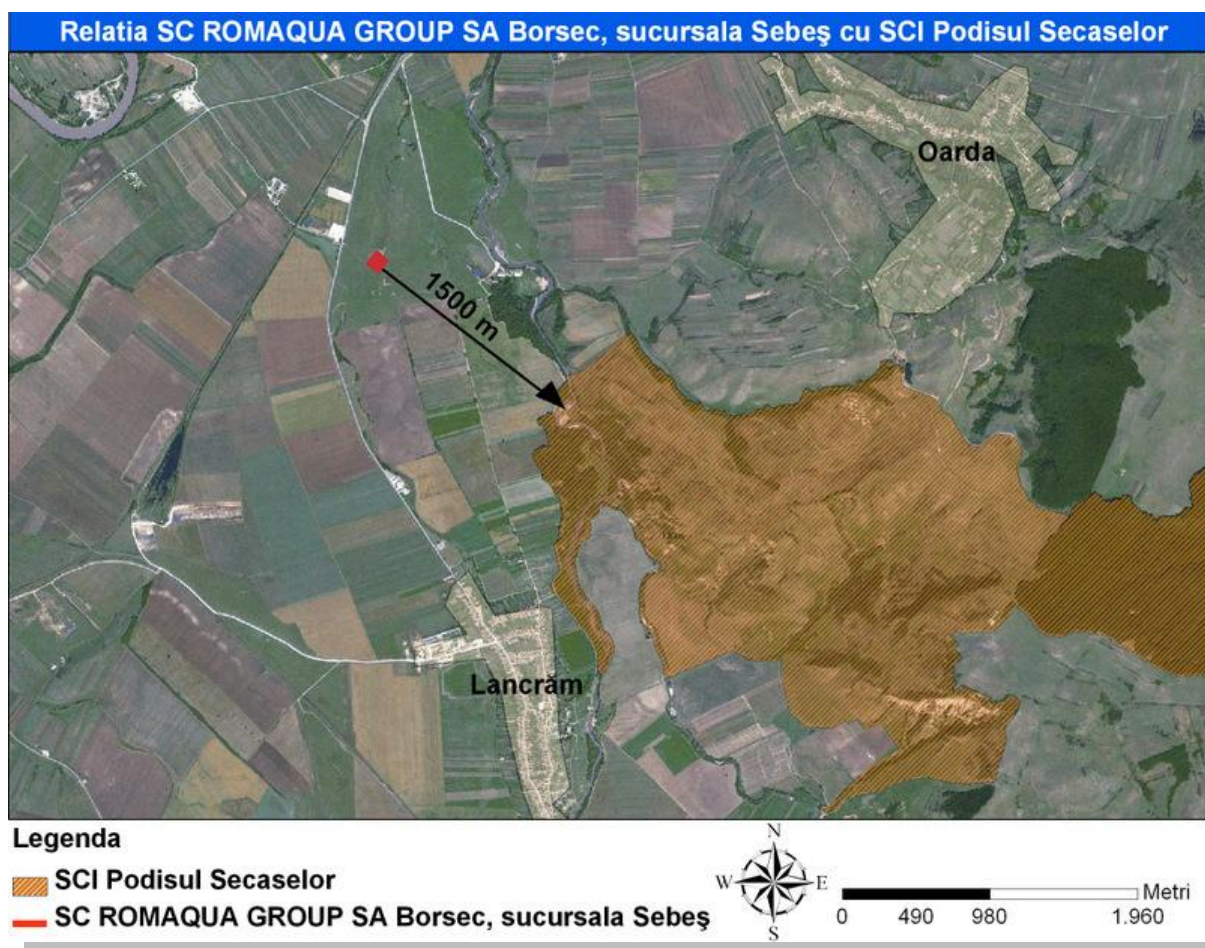 Relatia SC ROMAQUA GROUP SA Borsec, sucursala Sebeş cu SCI Podisul Secaselor
Oarda
1500 m
Lancrăm
Legenda
SCI Podisul Secaselor
SC ROMAQUA GROUP SA Borsec, sucursala Sebeş
N
W E
S
Metri
0 490 980 1.960